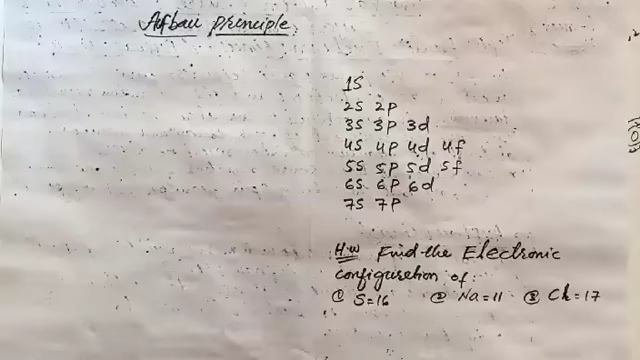 Aufbau principle
1S
2S 2P
3S 3P 3d
4S 4P 4d 4f
5S 5P 5d 5f
6S 6P 6d
7S 7P
H.W Find the Electronic
configuration of:
① S=16 ② Na=11 ③ Cl=17